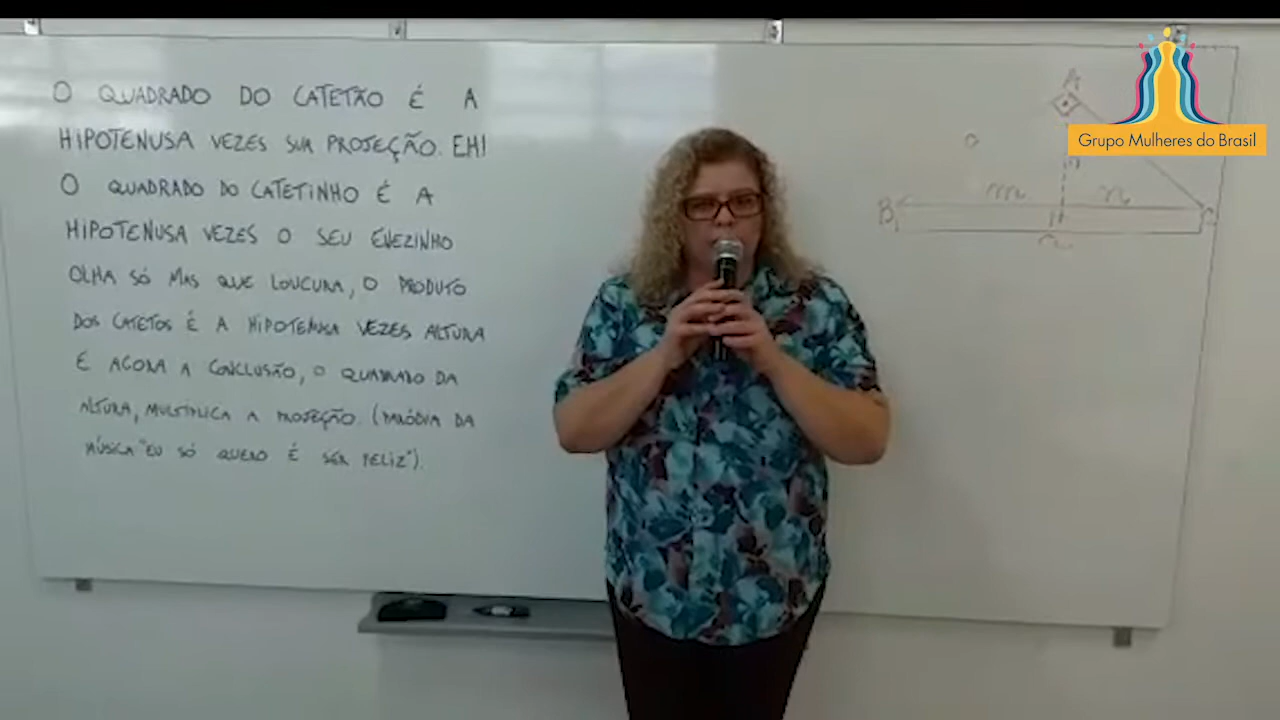 O QUADRADO DO CATETÃO É A
HIPOTENUSA VEZES SUA PROJEÇÃO. EH!
O QUADRADO DO CATETINHO É A
HIPOTENUSA VEZES O SEU ENEZINHO
OLHA SÓ MAS QUE LOUCURA, O PRODUTO
DOS CATETOS É A HIPOTENUSA VEZES ALTURA
E AGORA A CONCLUSÃO, O QUADRADO DA
ALTURA, MULTIPLICA A PROJEÇÃO. (PARÓDIA DA
MÚSICA "EU SÓ QUERO É SER FELIZ").
Grupo Mulheres do Brasil
A
m
n
B
C